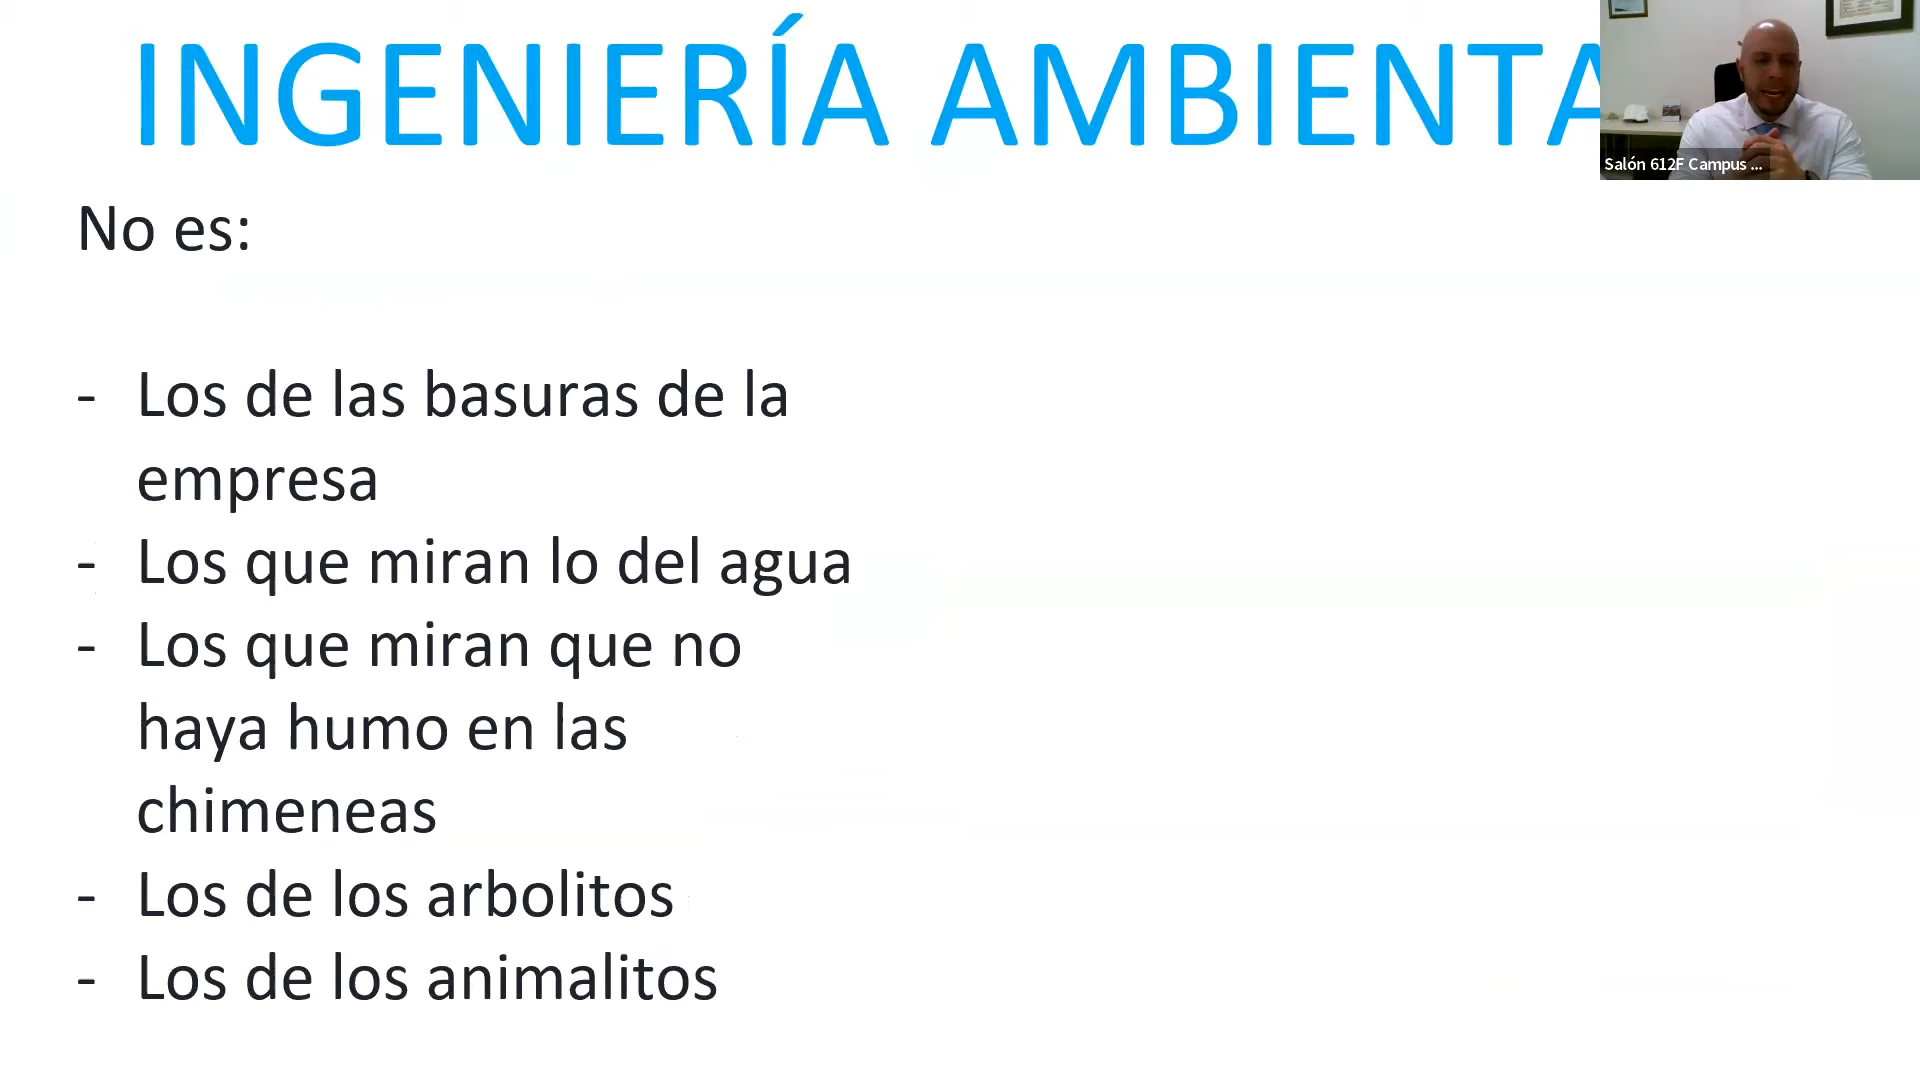 INGENIERÍA AMBIENTA
Salón 612F Campus ...
No es:
- Los de las basuras de la
empresa
- Los que miran lo del agua
- Los que miran que no
haya humo en las
chimeneas
- Los de los arbolitos
- Los de los animalitos